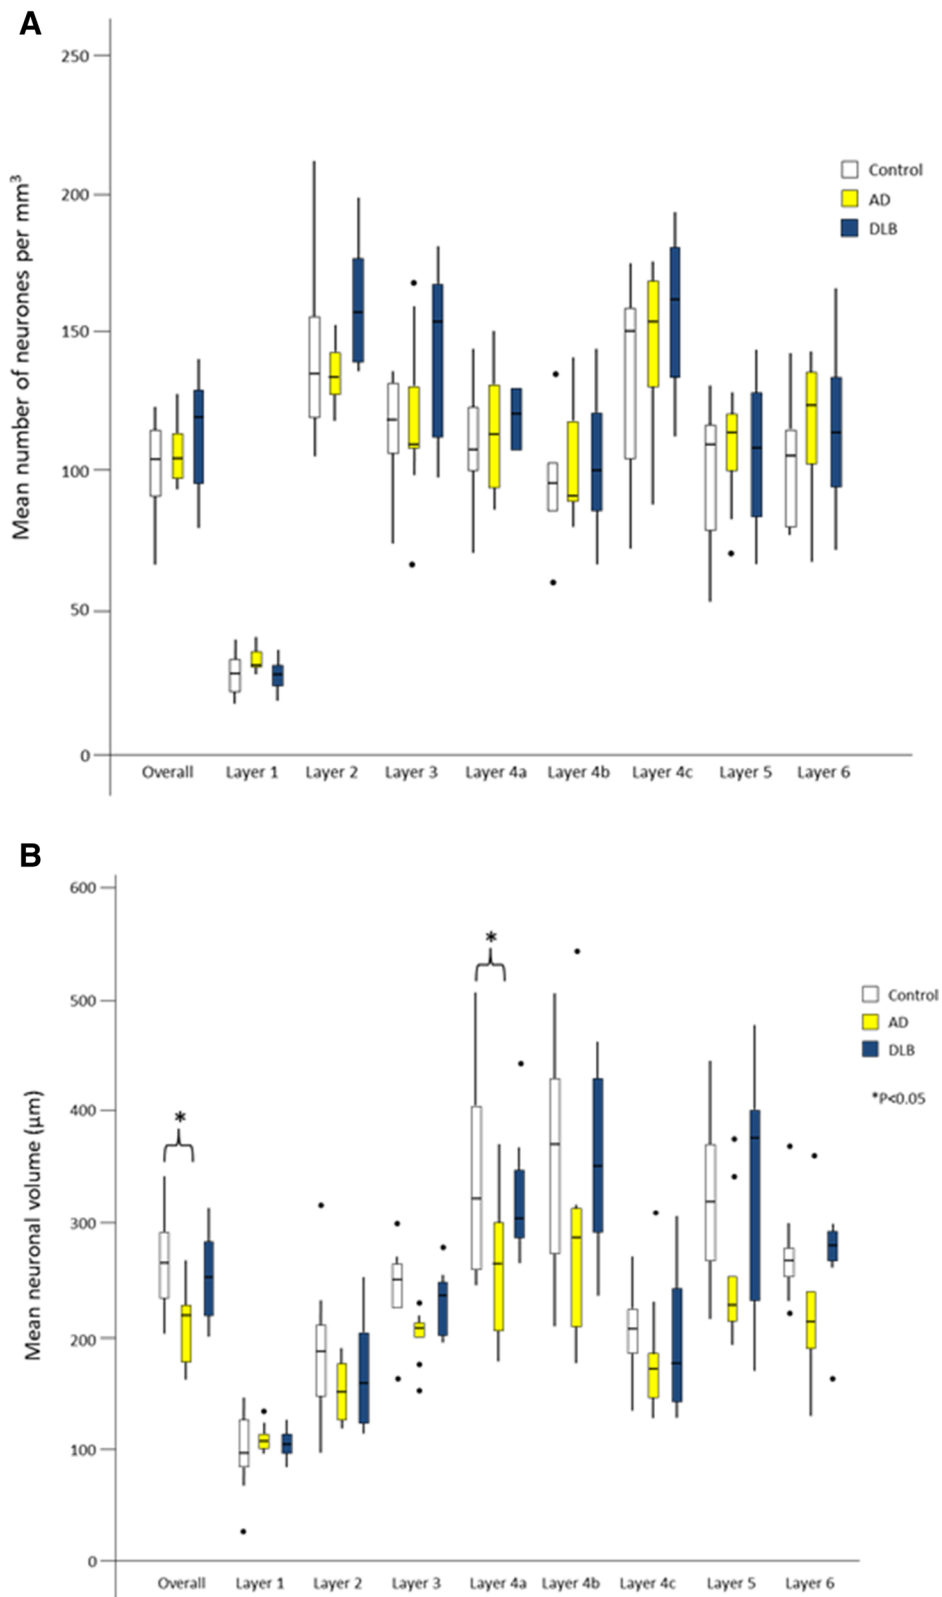 A
250
200
150
100
50
0
Mean number of neurones per mm³
Control
AD
DLB
Overall Layer 1 Layer 2 Layer 3 Layer 4a Layer 4b Layer 4c Layer 5 Layer 6
B
600
500
400
300
200
100
0
Mean neuronal volume (µm)
*
*
Control
AD
DLB
*P<0.05
Overall Layer 1 Layer 2 Layer 3 Layer 4a Layer 4b Layer 4c Layer 5 Layer 6